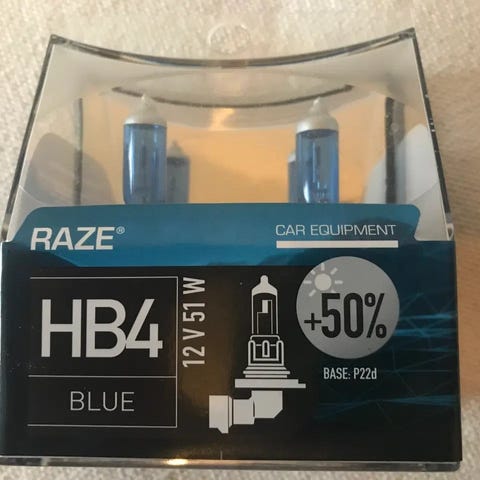 RAZE®
CAR EQUIPMENT
HB4
12 V 51 W
+50%
BASE: P22d
BLUE